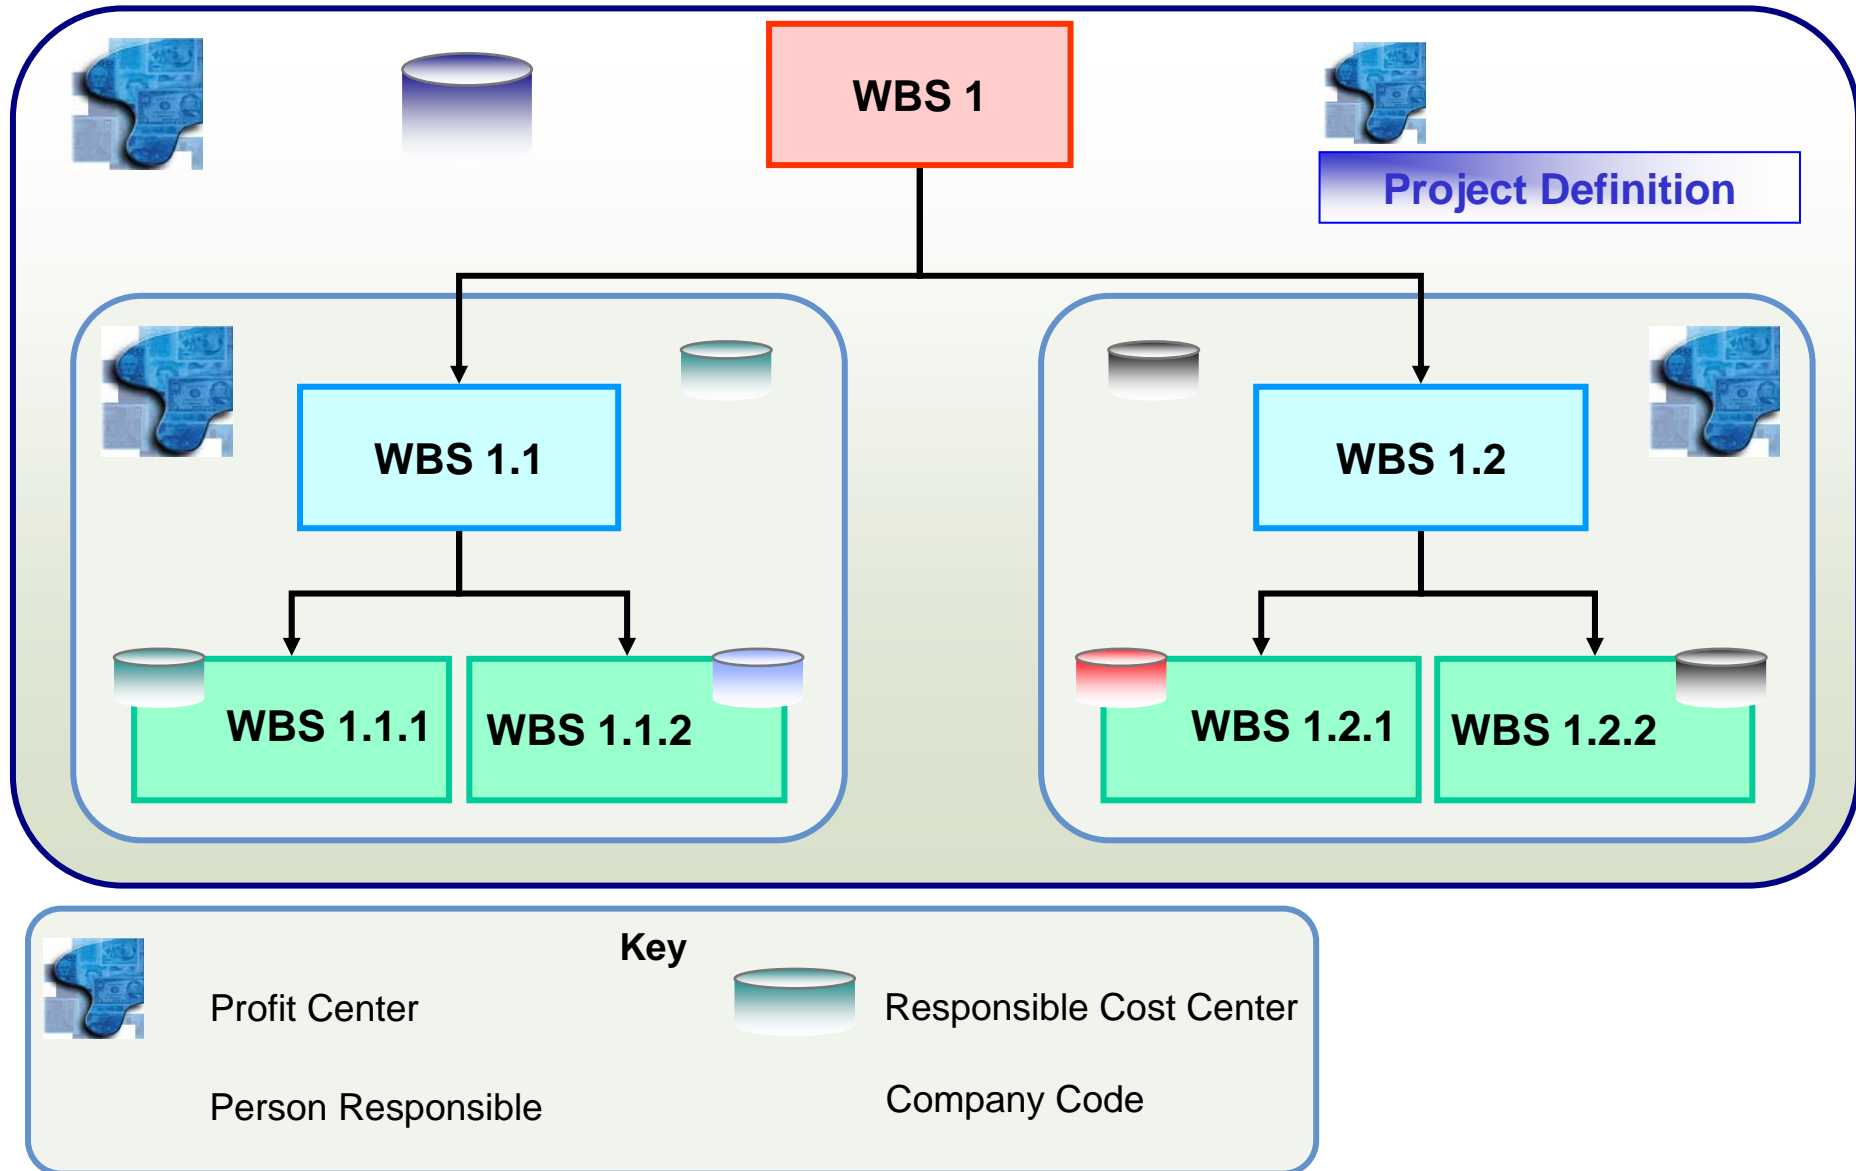 WBS 1
Project Definition
WBS 1.1
WBS 1.2
WBS 1.1.1
WBS 1.1.2
WBS 1.2.1
WBS 1.2.2
Key
Profit Center
Responsible Cost Center
Person Responsible
Company Code